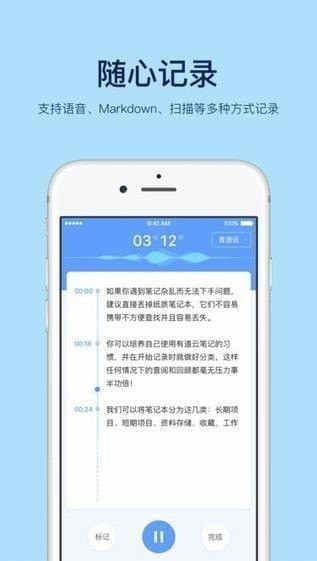 随心记录
支持语音、Markdown、扫描等多种方式记录
9:41 AM 100%
03 12 普通话
00:00 如果你遇到笔记杂乱而无法下手问题,
建议直接丢掉纸质笔记本，它们不容易
携带不方便查找并且容易丢失。
00:18 你可以培养自己使用有道云笔记的习
惯，并在开始记录时就做好分类，这样
任何情况下的查阅和回顾都毫无压力事
半功倍!
00:24 我们可以将笔记本分为这几类：长期项
目、短期项目、资料存储、收藏、工作
标记 完成